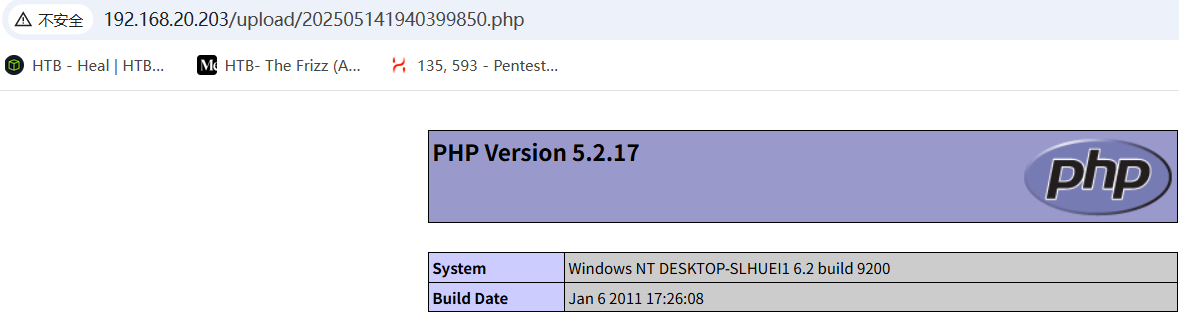 不安全 192.168.20.203/upload/202505141940399850.php
HTB - Heal | HTB... Me HTB- The Frizz (A... 135, 593 - Pentest...
PHP Version 5.2.17 php
System Windows NT DESKTOP-SLHUEI1 6.2 build 9200
Build Date Jan 6 2011 17:26:08